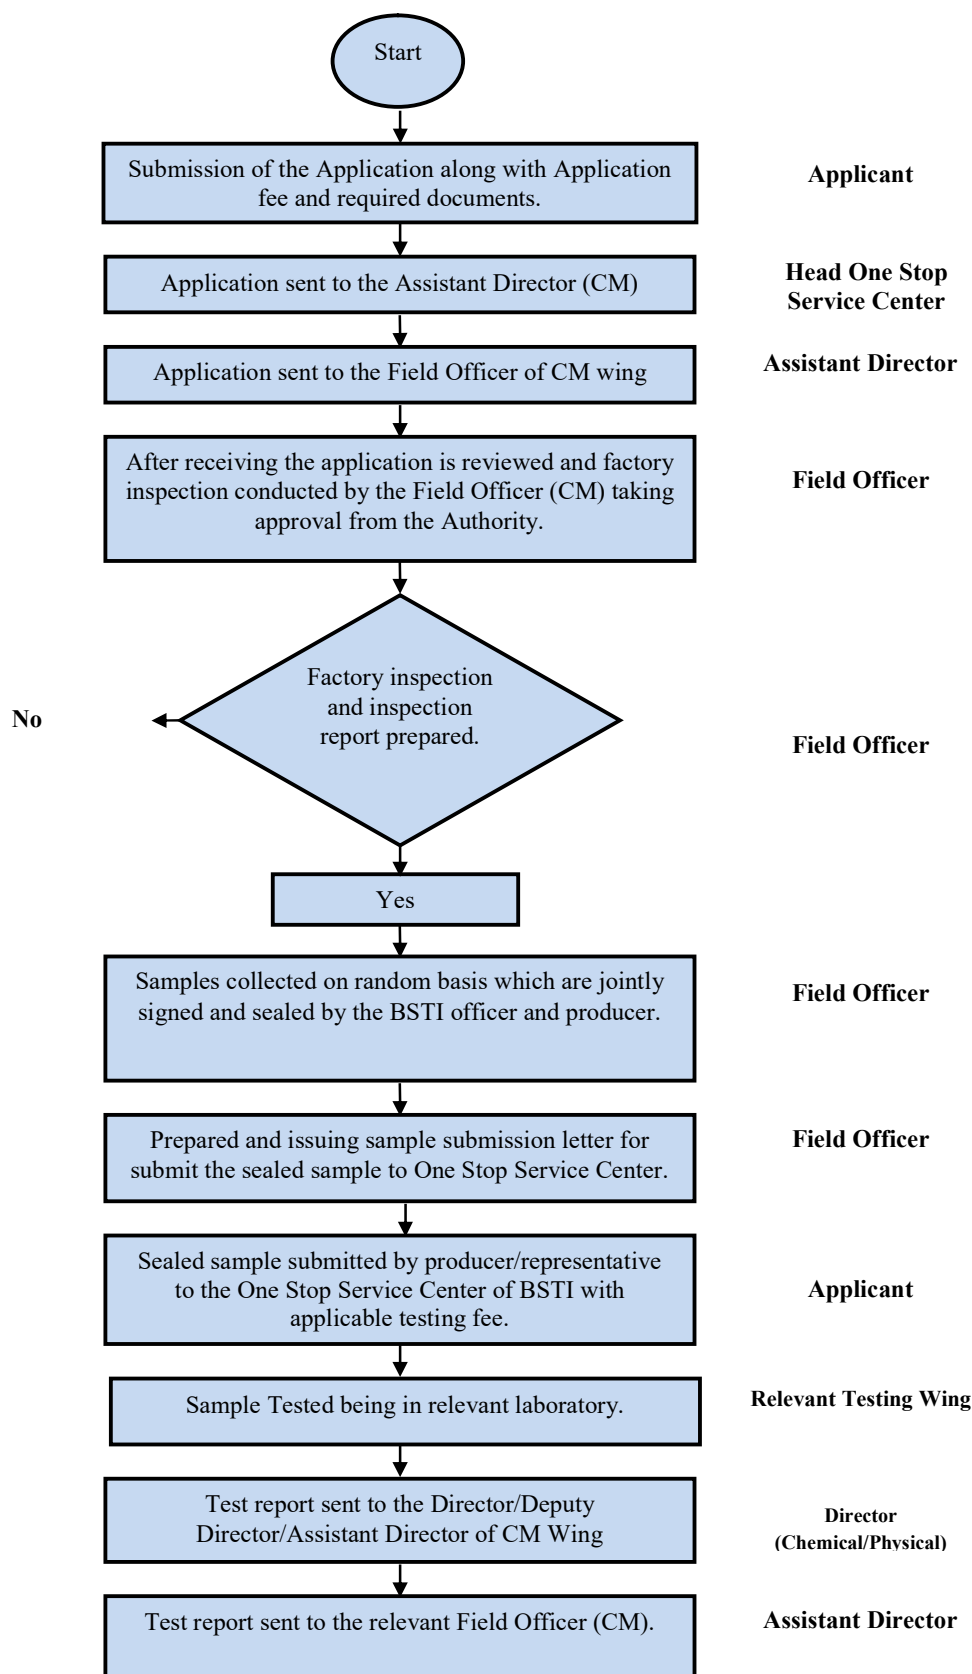 Start
Submission of the Application along with Application
fee and required documents.
Applicant
Application sent to the Assistant Director (CM)
Head One Stop
Service Center
Application sent to the Field Officer of CM wing
Assistant Director
After receiving the application is reviewed and factory
inspection conducted by the Field Officer (CM) taking
approval from the Authority.
Field Officer
Factory inspection
and inspection
report prepared.
No
Field Officer
Yes
Samples collected on random basis which are jointly
signed and sealed by the BSTI officer and producer.
Field Officer
Prepared and issuing sample submission letter for
submit the sealed sample to One Stop Service Center.
Field Officer
Sealed sample submitted by producer/representative
to the One Stop Service Center of BSTI with
applicable testing fee.
Applicant
Sample Tested being in relevant laboratory.
Relevant Testing Wing
Test report sent to the Director/Deputy
Director/Assistant Director of CM Wing
Director
(Chemical/Physical)
Test report sent to the relevant Field Officer (CM).
Assistant Director